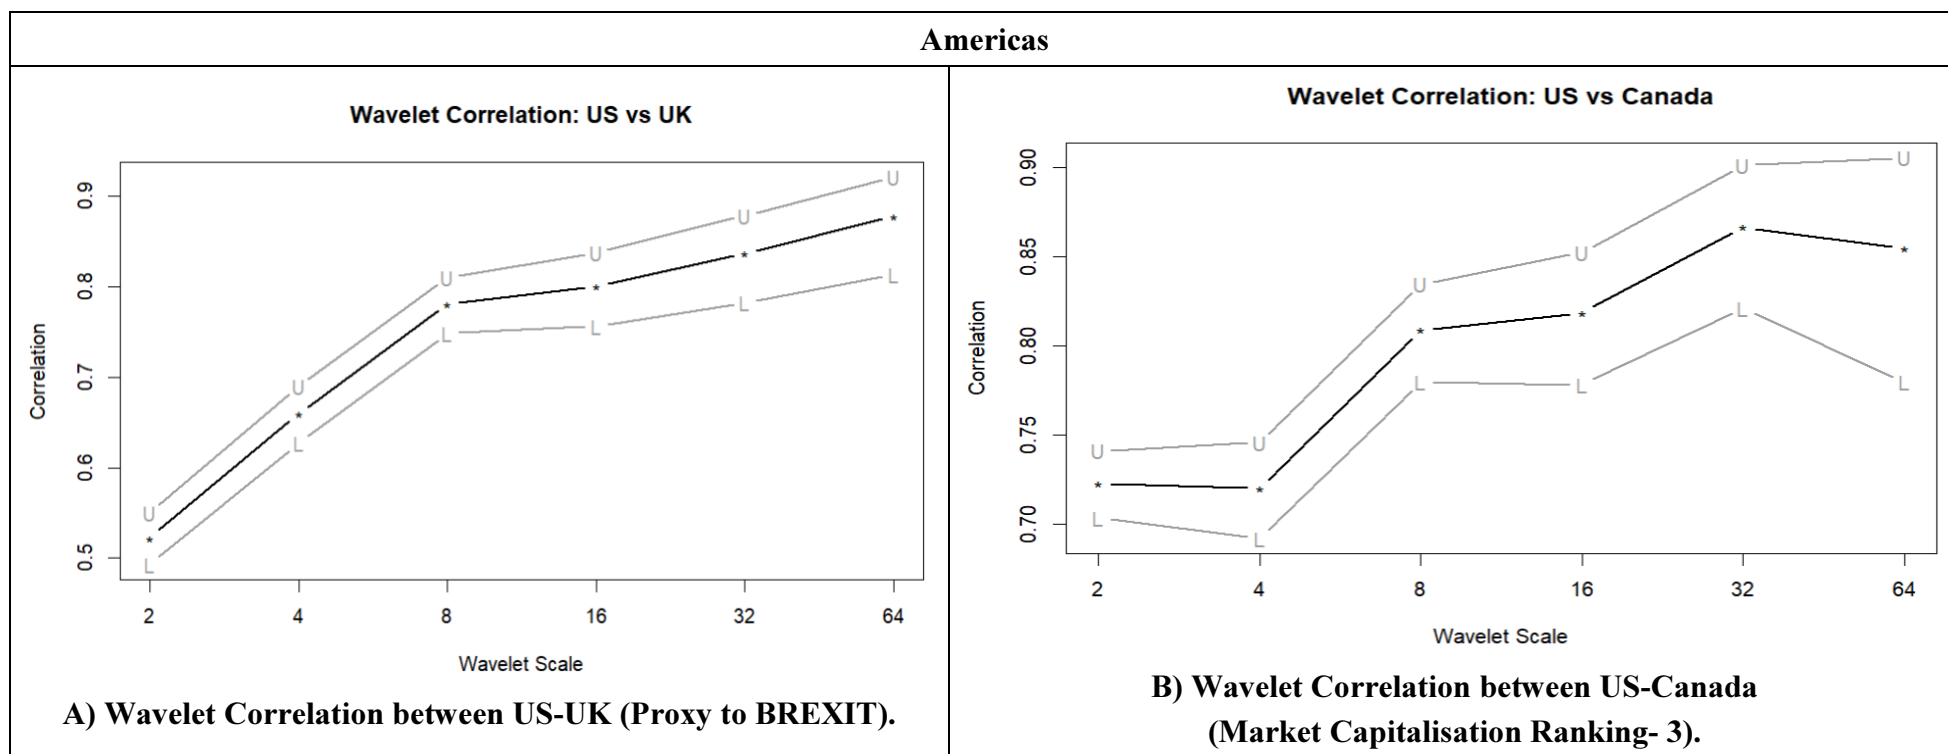 Americas
Wavelet Correlation: US vs UK
Correlation
0.9
0.8
0.7
0.6
0.5
U
U
U
U
U
U
*
*
*
*
*
*
L
L
L
L
L
L
2 4 8 16 32 64
Wavelet Scale
A) Wavelet Correlation between US-UK (Proxy to BREXIT).
Wavelet Correlation: US vs Canada
Correlation
0.90
0.85
0.80
0.75
0.70
U
U
U
U
U
U
*
*
*
*
*
*
L
L
L
L
L
L
2 4 8 16 32 64
Wavelet Scale
B) Wavelet Correlation between US-Canada
(Market Capitalisation Ranking- 3).